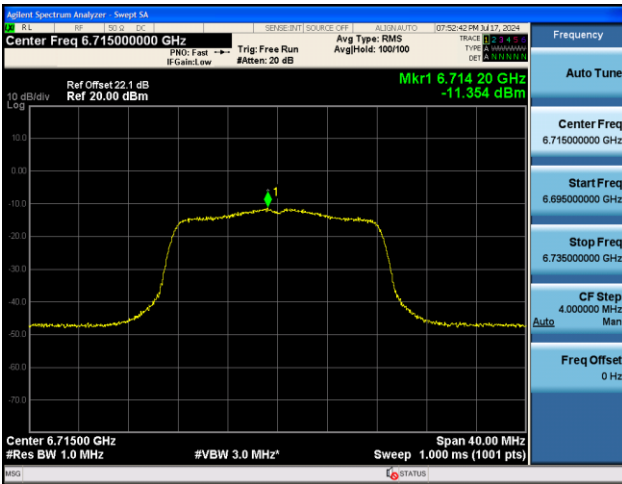 Agilent Spectrum Analyzer - Swept SA
RL RF 50 Ω DC SENSE:INT SOURCE OFF ALIGNAUTO 07:52:42 PM Jul 17, 2024
Center Freq 6.715000000 GHz
PNO: Fast
IFGain:Low
Trig: Free Run
#Atten: 20 dB
Avg Type: RMS
Avg|Hold: 100/100
TRACE 1 2 3 4 5 6
TYPE A WWWWW
DET A N N N N N
Ref Offset 22.1 dB
10 dB/div Ref 20.00 dBm
Log
Mkr1 6.714 20 GHz
-11.354 dBm
10.0
0.00
-10.0
-20.0
-30.0
-40.0
-50.0
-60.0
-70.0
1
Center 6.71500 GHz Span 40.00 MHz
#Res BW 1.0 MHz #VBW 3.0 MHz* Sweep 1.000 ms (1001 pts)
MSG STATUS
Frequency
Auto Tune
Center Freq
6.715000000 GHz
Start Freq
6.695000000 GHz
Stop Freq
6.735000000 GHz
CF Step
4.000000 MHz
Auto Man
Freq Offset
0 Hz